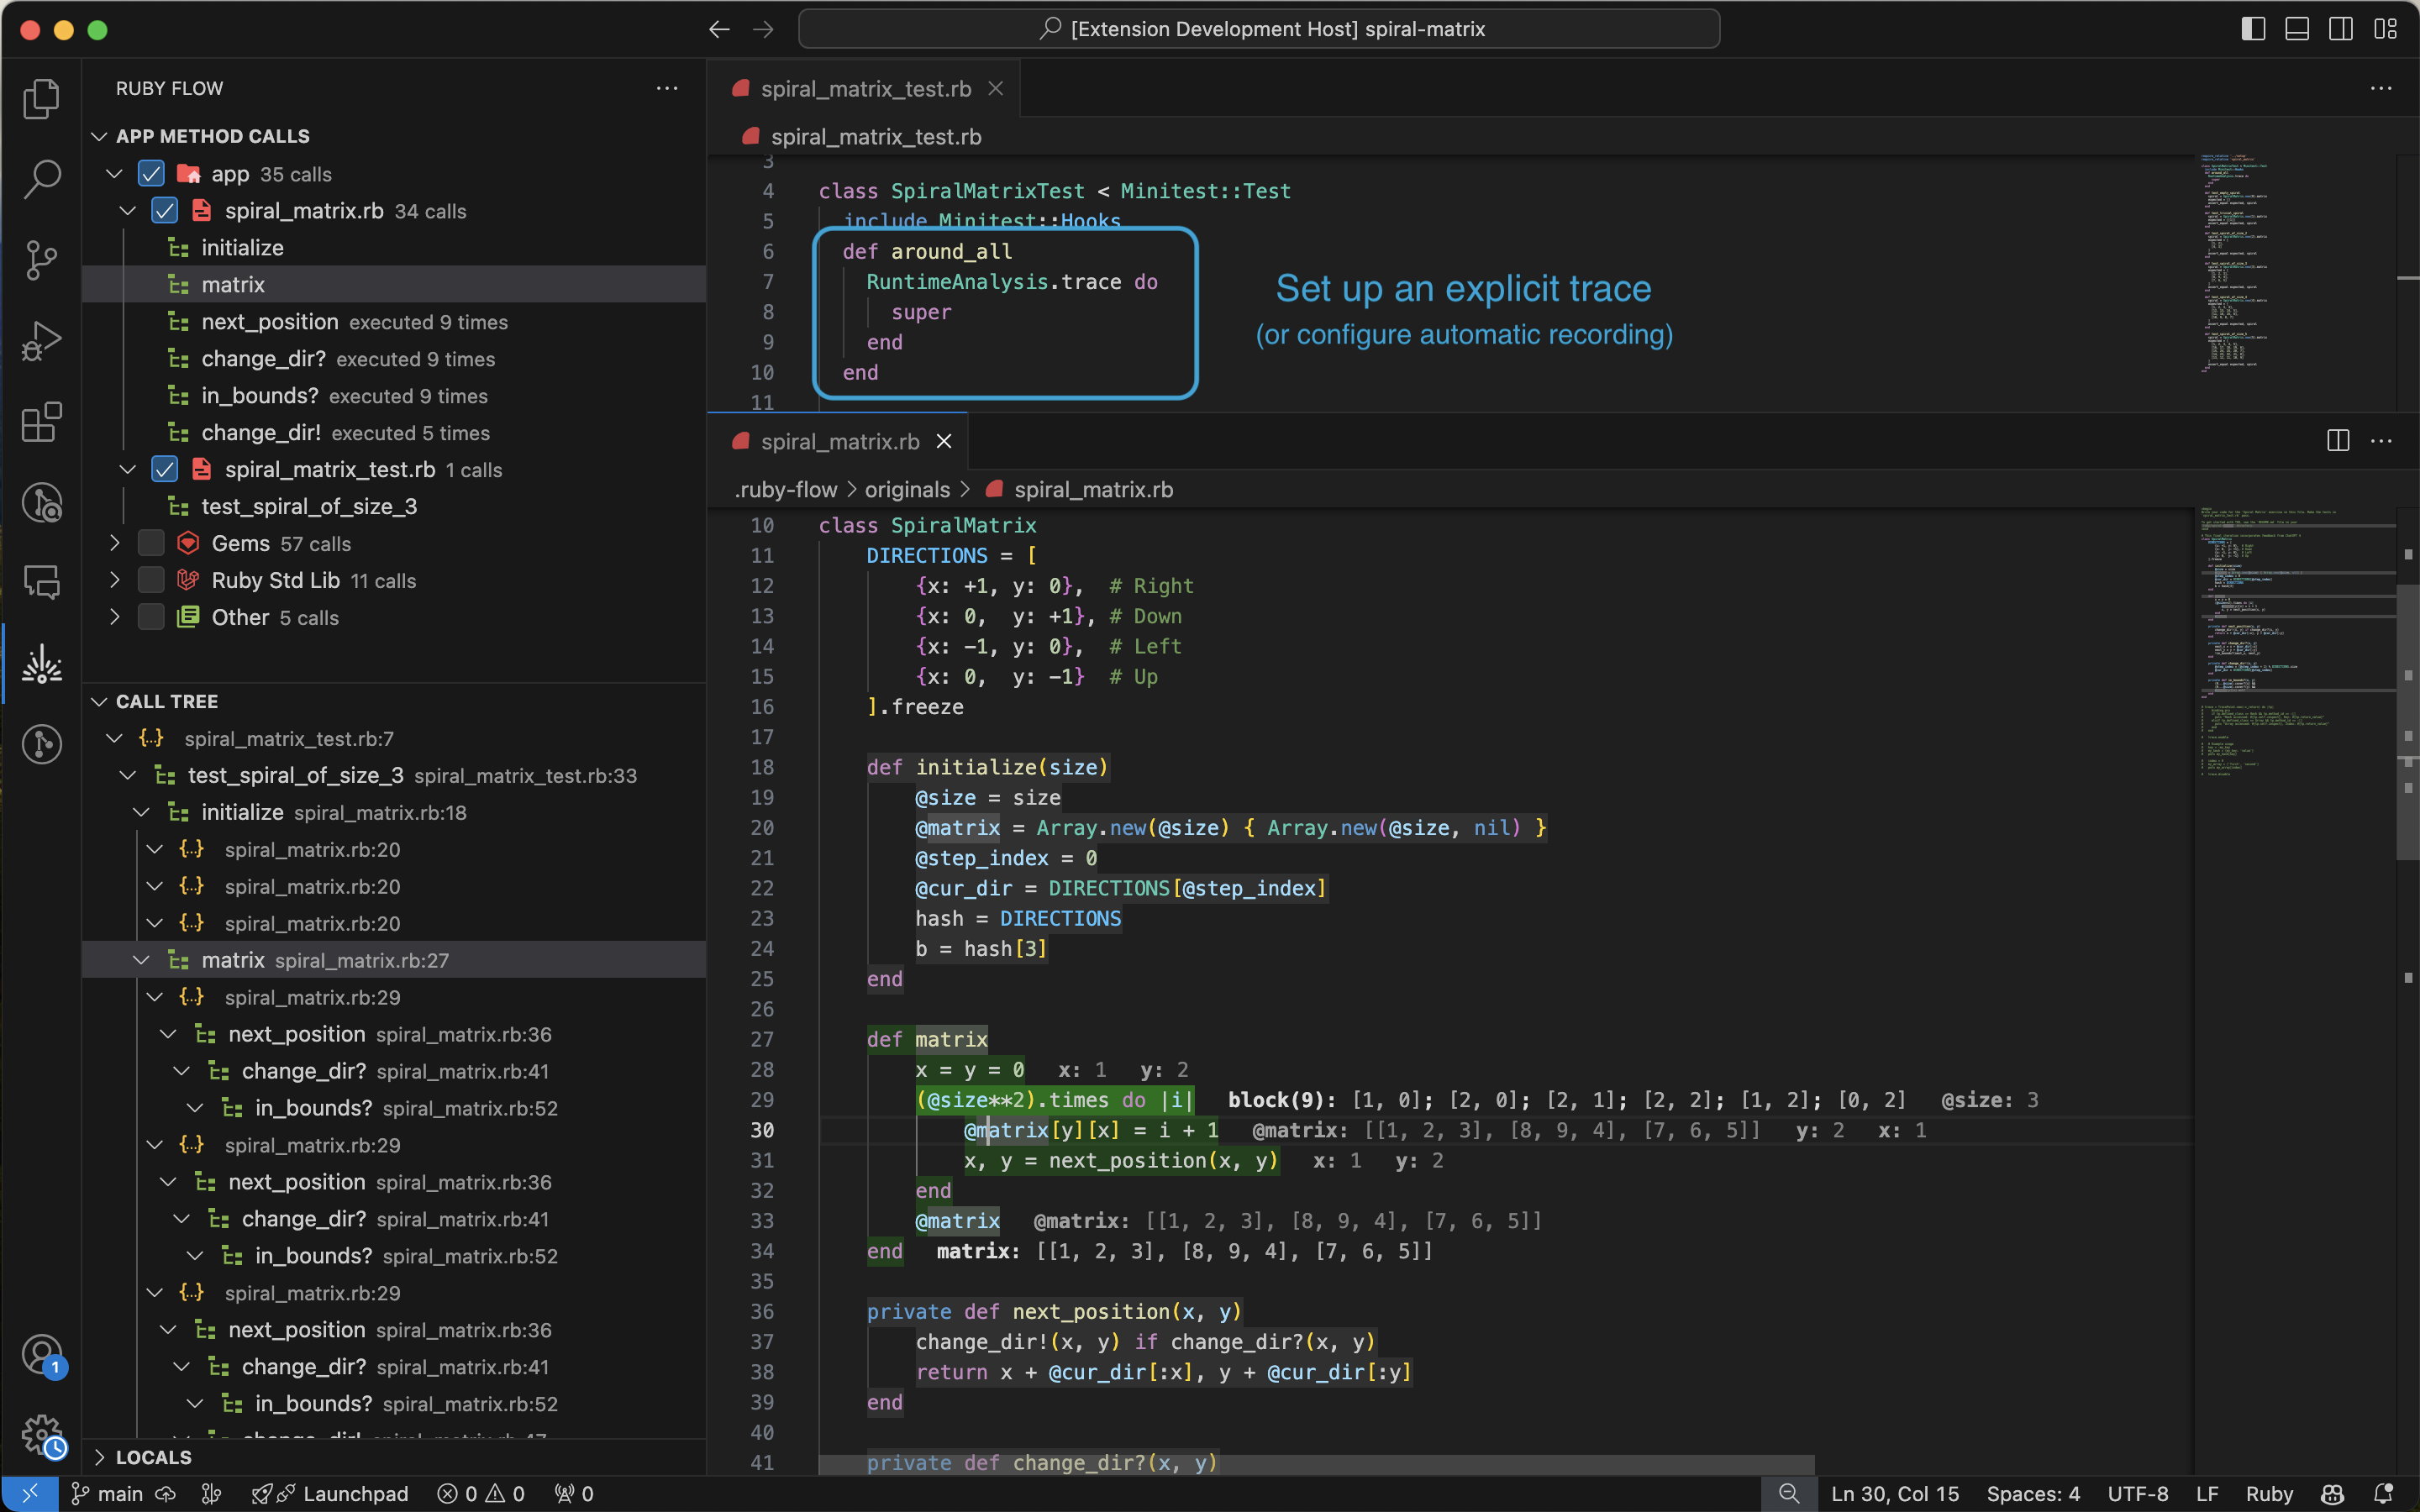 [Extension Development Host] spiral-matrix
RUBY FLOW
APP METHOD CALLS
app 35 calls
spiral_matrix.rb 34 calls
initialize
matrix
next_position executed 9 times
change_dir? executed 9 times
in_bounds? executed 9 times
change_dir! executed 5 times
spiral_matrix_test.rb 1 calls
test_spiral_of_size_3
Gems 57 calls
Ruby Std Lib 11 calls
Other 5 calls
CALL TREE
{..} spiral_matrix_test.rb:7
test_spiral_of_size_3 spiral_matrix_test.rb:33
initialize spiral_matrix.rb:18
{..} spiral_matrix.rb:20
{..} spiral_matrix.rb:20
{..} spiral_matrix.rb:20
matrix spiral_matrix.rb:27
{..} spiral_matrix.rb:29
next_position spiral_matrix.rb:36
change_dir? spiral_matrix.rb:41
in_bounds? spiral_matrix.rb:52
{..} spiral_matrix.rb:29
next_position spiral_matrix.rb:36
change_dir? spiral_matrix.rb:41
in_bounds? spiral_matrix.rb:52
{..} spiral_matrix.rb:29
next_position spiral_matrix.rb:36
change_dir? spiral_matrix.rb:41
in_bounds? spiral_matrix.rb:52
change_dir! spiral_matrix.rb:47
LOCALS
spiral_matrix_test.rb
spiral_matrix_test.rb
3
4 class SpiralMatrixTest < Minitest::Test
5 include Minitest::Hooks
6 def around_all
7 RuntimeAnalysis.trace do
8 super
9 end
10 end
11
Set up an explicit trace
(or configure automatic recording)
spiral_matrix.rb
.ruby-flow > originals > spiral_matrix.rb
10 class SpiralMatrix
11 DIRECTIONS = [
12 {x: +1, y: 0}, # Right
13 {x: 0, y: +1}, # Down
14 {x: −1, y: 0}, # Left
15 {x: 0, y: −1} # Up
16 ].freeze
17
18 def initialize(size)
19 @size = size
20 @matrix = Array.new(@size) { Array.new(@size, nil) }
21 @step_index = 0
22 @cur_dir = DIRECTIONS[@step_index]
23 hash = DIRECTIONS
24 b = hash[3]
25 end
26
27 def matrix
28 x = y = 0 x: 1 y: 2
29 (@size**2).times do |i| block(9): [1, 0]; [2, 0]; [2, 1]; [2, 2]; [1, 2]; [0, 2] @size: 3
30 @matrix[y][x] = i + 1 @matrix: [[1, 2, 3], [8, 9, 4], [7, 6, 5]] y: 2 x: 1
31 x, y = next_position(x, y) x: 1 y: 2
32 end
33 @matrix @matrix: [[1, 2, 3], [8, 9, 4], [7, 6, 5]]
34 end matrix: [[1, 2, 3], [8, 9, 4], [7, 6, 5]]
35
36 private def next_position(x, y)
37 change_dir!(x, y) if change_dir?(x, y)
38 return x + @cur_dir[:x], y + @cur_dir[:y]
39 end
40
41 private def change_dir?(x, y)
1
main Launchpad 0 0 0 Ln 30, Col 15 Spaces: 4 UTF-8 LF Ruby